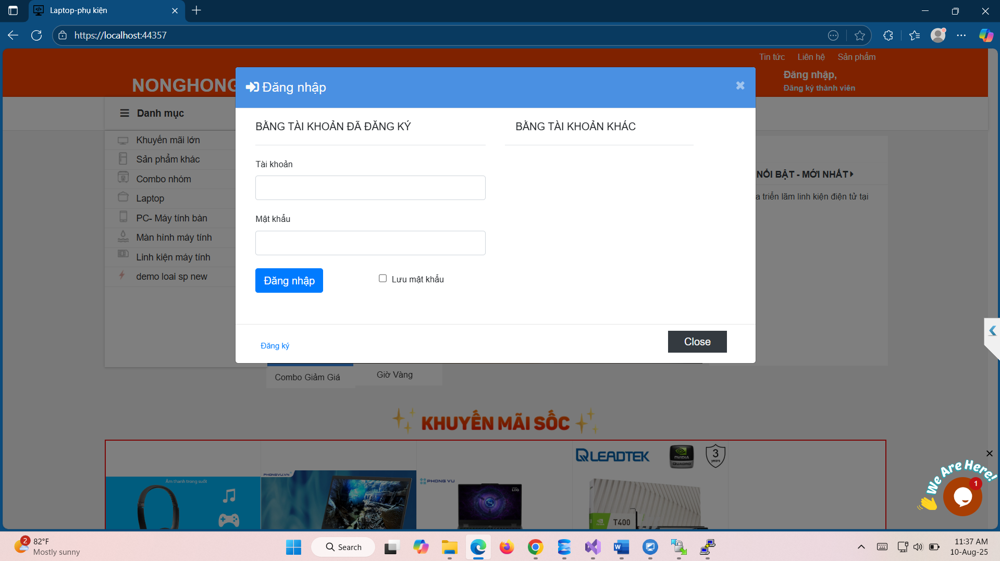 Laptop-phụ kiện
https://localhost:44357
Tin tức Liên hệ Sản phẩm
Đăng nhập,
Đăng ký thành viên
NONGHONG
Đăng nhập
Danh mục
Khuyến mãi lớn
Sản phẩm khác
Combo nhóm
Laptop
PC- Máy tính bàn
Màn hình máy tính
Linh kiện máy tính
demo loai sp new
BẰNG TÀI KHOẢN ĐÃ ĐĂNG KÝ
BẰNG TÀI KHOẢN KHÁC
Tài khoản
Mật khẩu
Đăng nhập
Lưu mật khẩu
Đăng ký
Close
NỔI BẬT - MỚI NHẤT
a triển lãm linh kiện điện tử tại
Combo Giảm Giá
Giờ Vàng
KHUYẾN MÃI SỐC
Âm thanh trong suốt
PHONGVU.VN
PHONG VU
LOQ
LEADTEK
NVIDIA
QUADRO
3
years
T400
We Are Here!
1
2
82°F
Mostly sunny
Search
11:37 AM
10-Aug-25